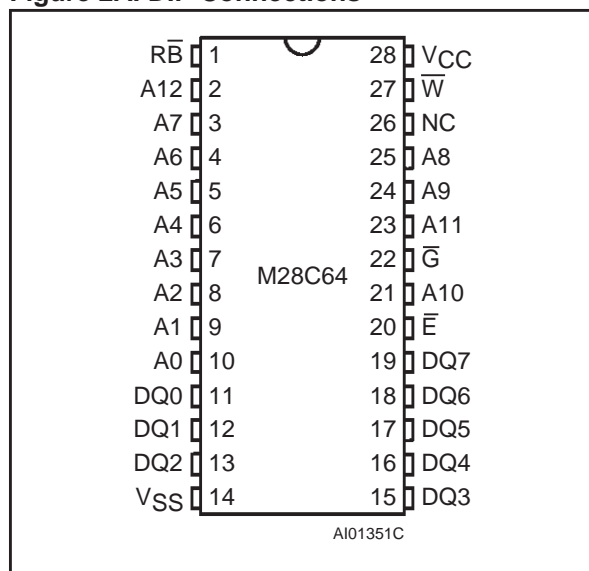 Figure 2A. DIP Connections
RB̅ 1 28 VCC
A12 2 27 W̅
A7 3 26 NC
A6 4 25 A8
A5 5 24 A9
A4 6 23 A11
A3 7 22 G̅
M28C64
A2 8 21 A10
A1 9 20 E̅
A0 10 19 DQ7
DQ0 11 18 DQ6
DQ1 12 17 DQ5
DQ2 13 16 DQ4
VSS 14 15 DQ3
AI01351C